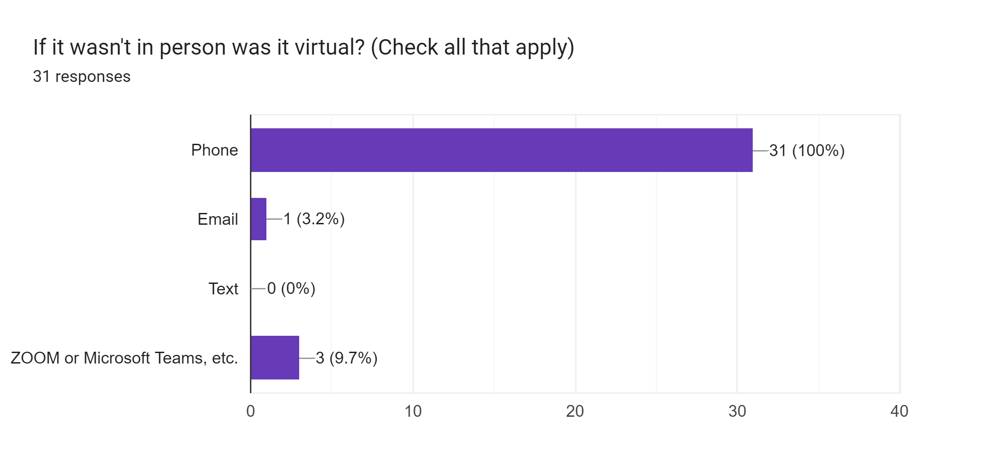 If it wasn't in person was it virtual? (Check all that apply)
31 responses
Phone
31 (100%)
Email
1 (3.2%)
Text
0 (0%)
ZOOM or Microsoft Teams, etc.
3 (9.7%)
0 10 20 30 40